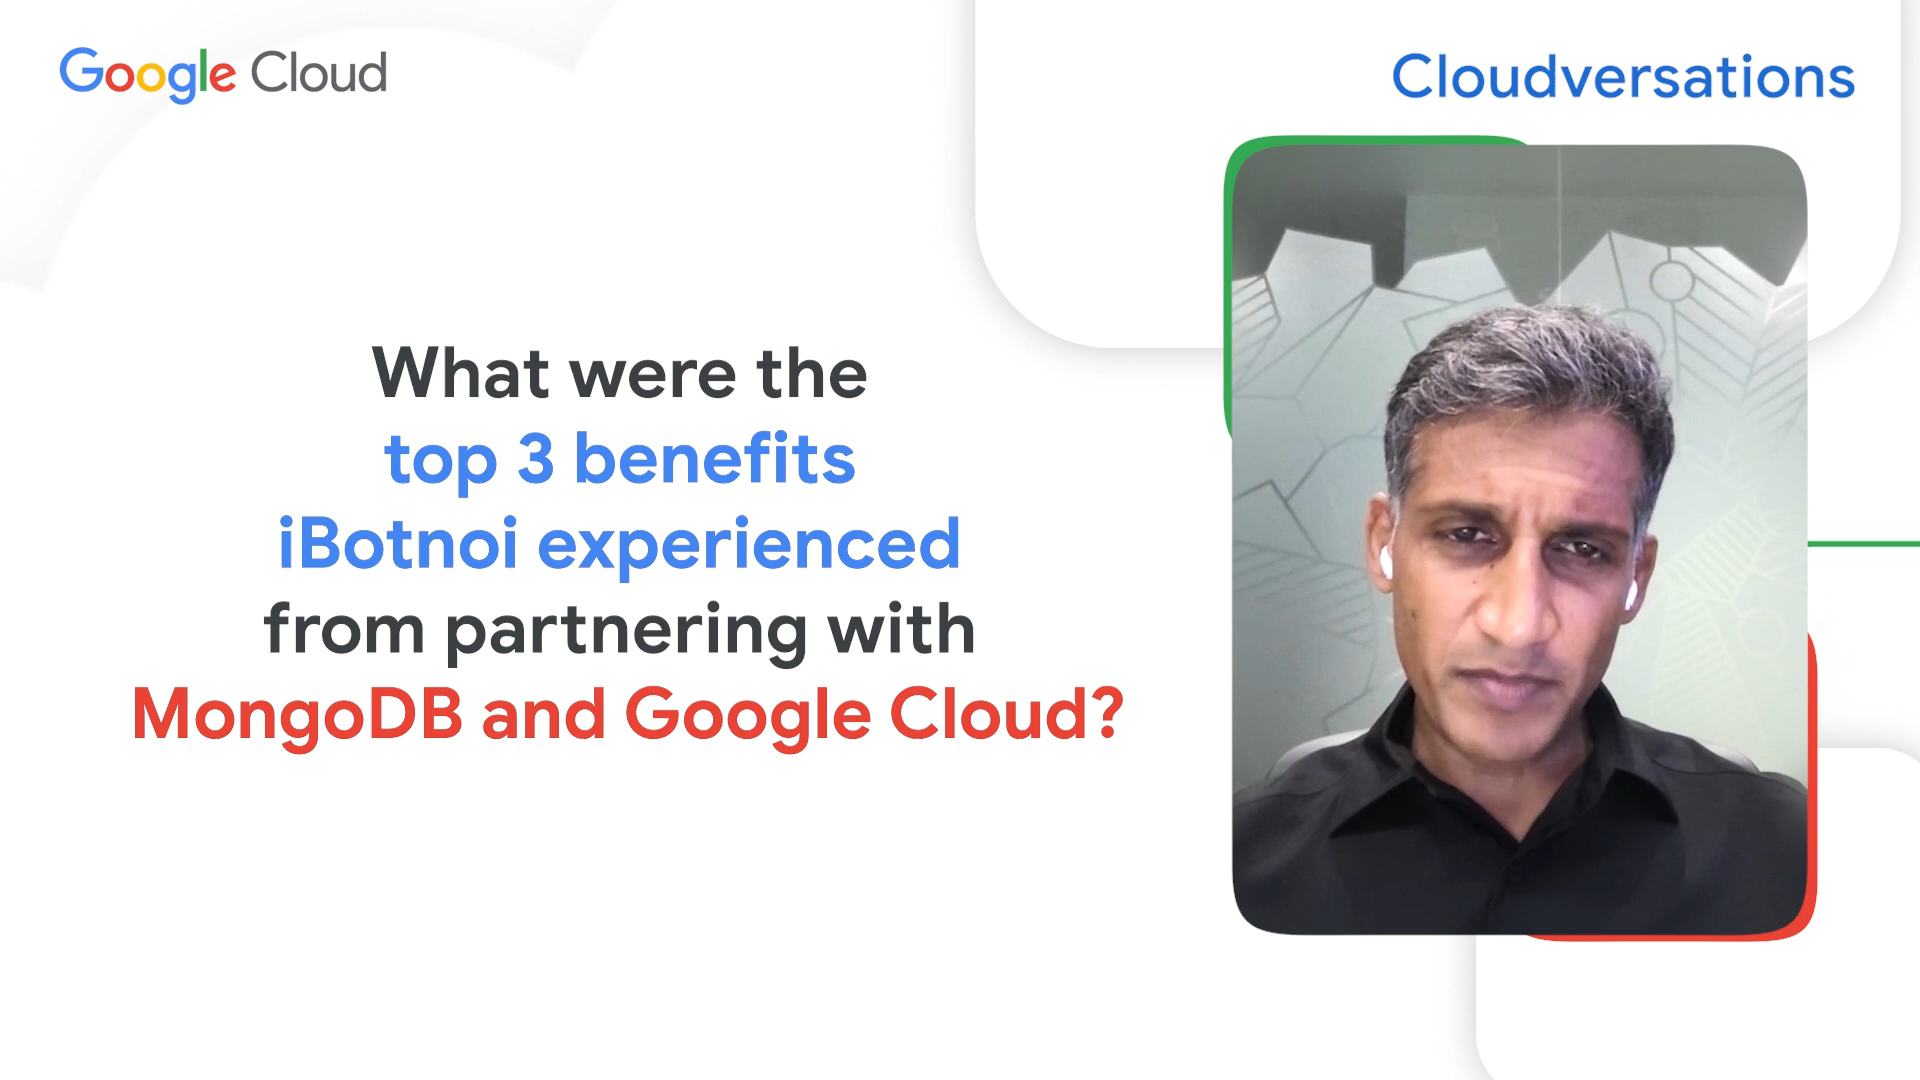 Google Cloud
Cloudversations
What were the
top 3 benefits
iBotnoi experienced
from partnering with
MongoDB and Google Cloud?